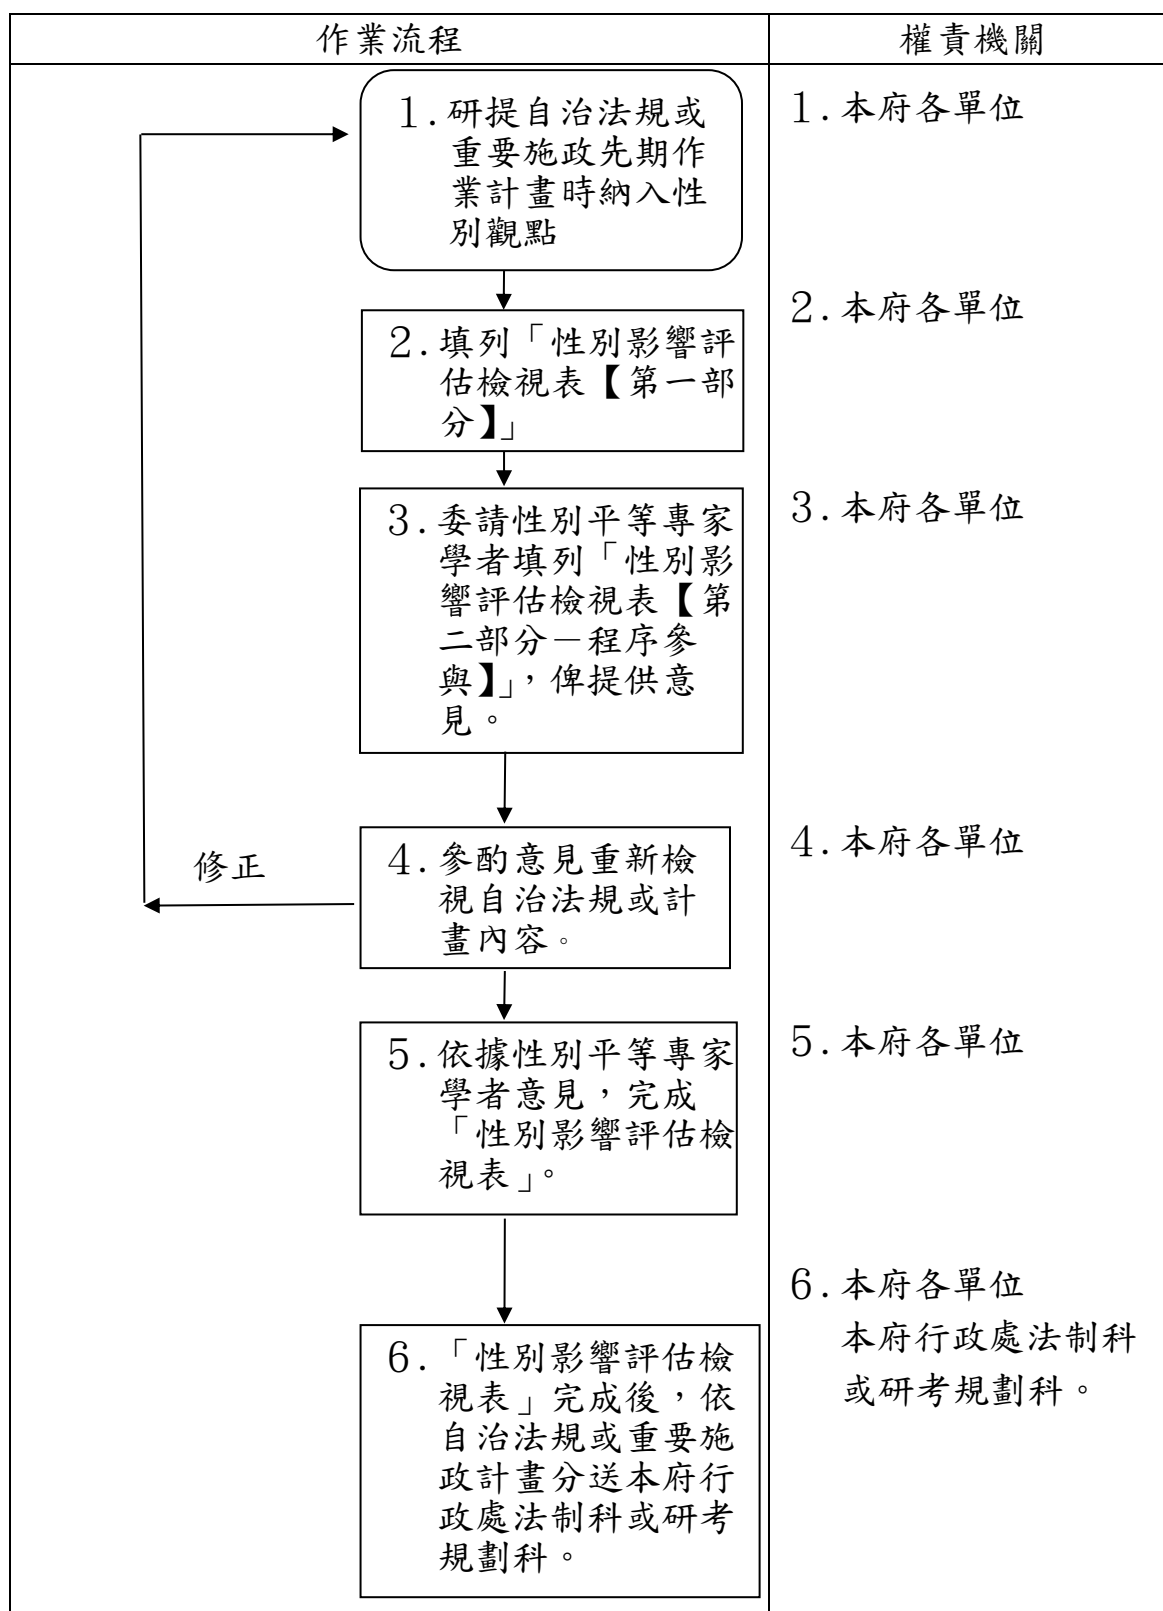 作業流程
權責機關
1.研提自治法規或
重要施政先期作
業計畫時納入性
別觀點
1.本府各單位
2.填列「性別影響評
估檢視表【第一部
分】」
2.本府各單位
3.委請性別平等專家
學者填列「性別影
響評估檢視表【第
二部分－程序參
與】」，俾提供意
見。
3.本府各單位
修正
4.參酌意見重新檢
視自治法規或計
畫內容。
4.本府各單位
5.依據性別平等專家
學者意見，完成
「性別影響評估檢
視表」。
5.本府各單位
6.「性別影響評估檢
視表」完成後，依
自治法規或重要施
政計畫分送本府行
政處法制科或研考
規劃科。
6.本府各單位
本府行政處法制科
或研考規劃科。